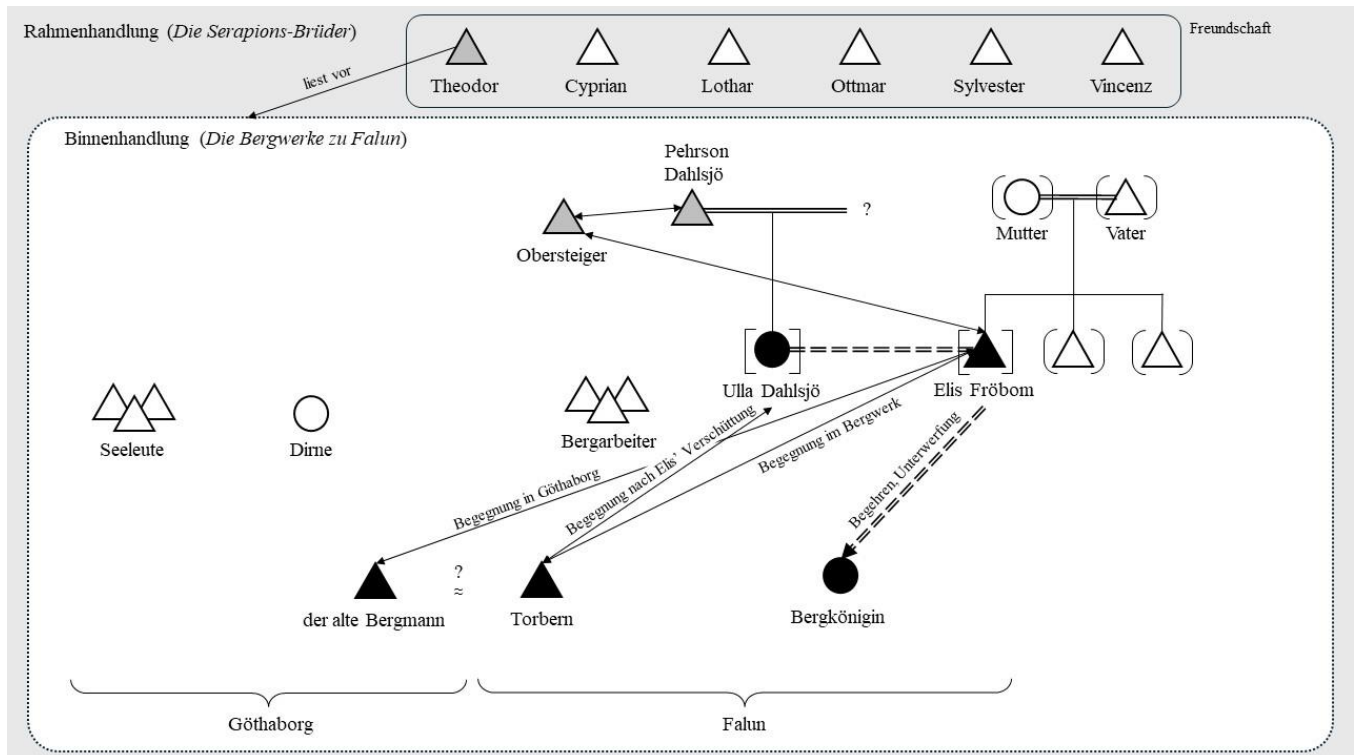 Rahmenhandlung (Die Serapions-Brüder)
Freundschaft
liest vor
Theodor
Cyprian
Lothar
Ottmar
Sylvester
Vincenz
Binnenhandlung (Die Bergwerke zu Falun)
Pehrson
Dahlsjö
?
Obersteiger
Mutter
Vater
Ulla Dahlsjö
Elis Fröbom
Seeleute
Dirne
Bergarbeiter
Begegnung in Göthaborg
Begegnung nach Elis’ Verschüttung
Begegnung im Bergwerk
Begehren, Unterwerfung
?
≈
der alte Bergmann
Torbern
Bergkönigin
Göthaborg
Falun